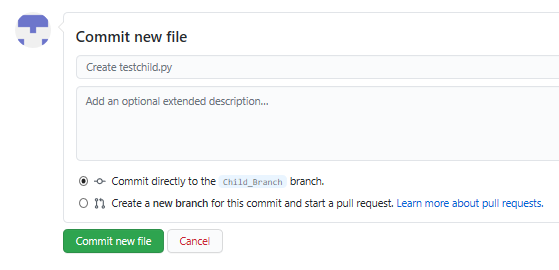 Commit new file
Create testchild.py
Add an optional extended description...
Commit directly to the Child_Branch branch.
Create a new branch for this commit and start a pull request. Learn more about pull requests.
Commit new file
Cancel